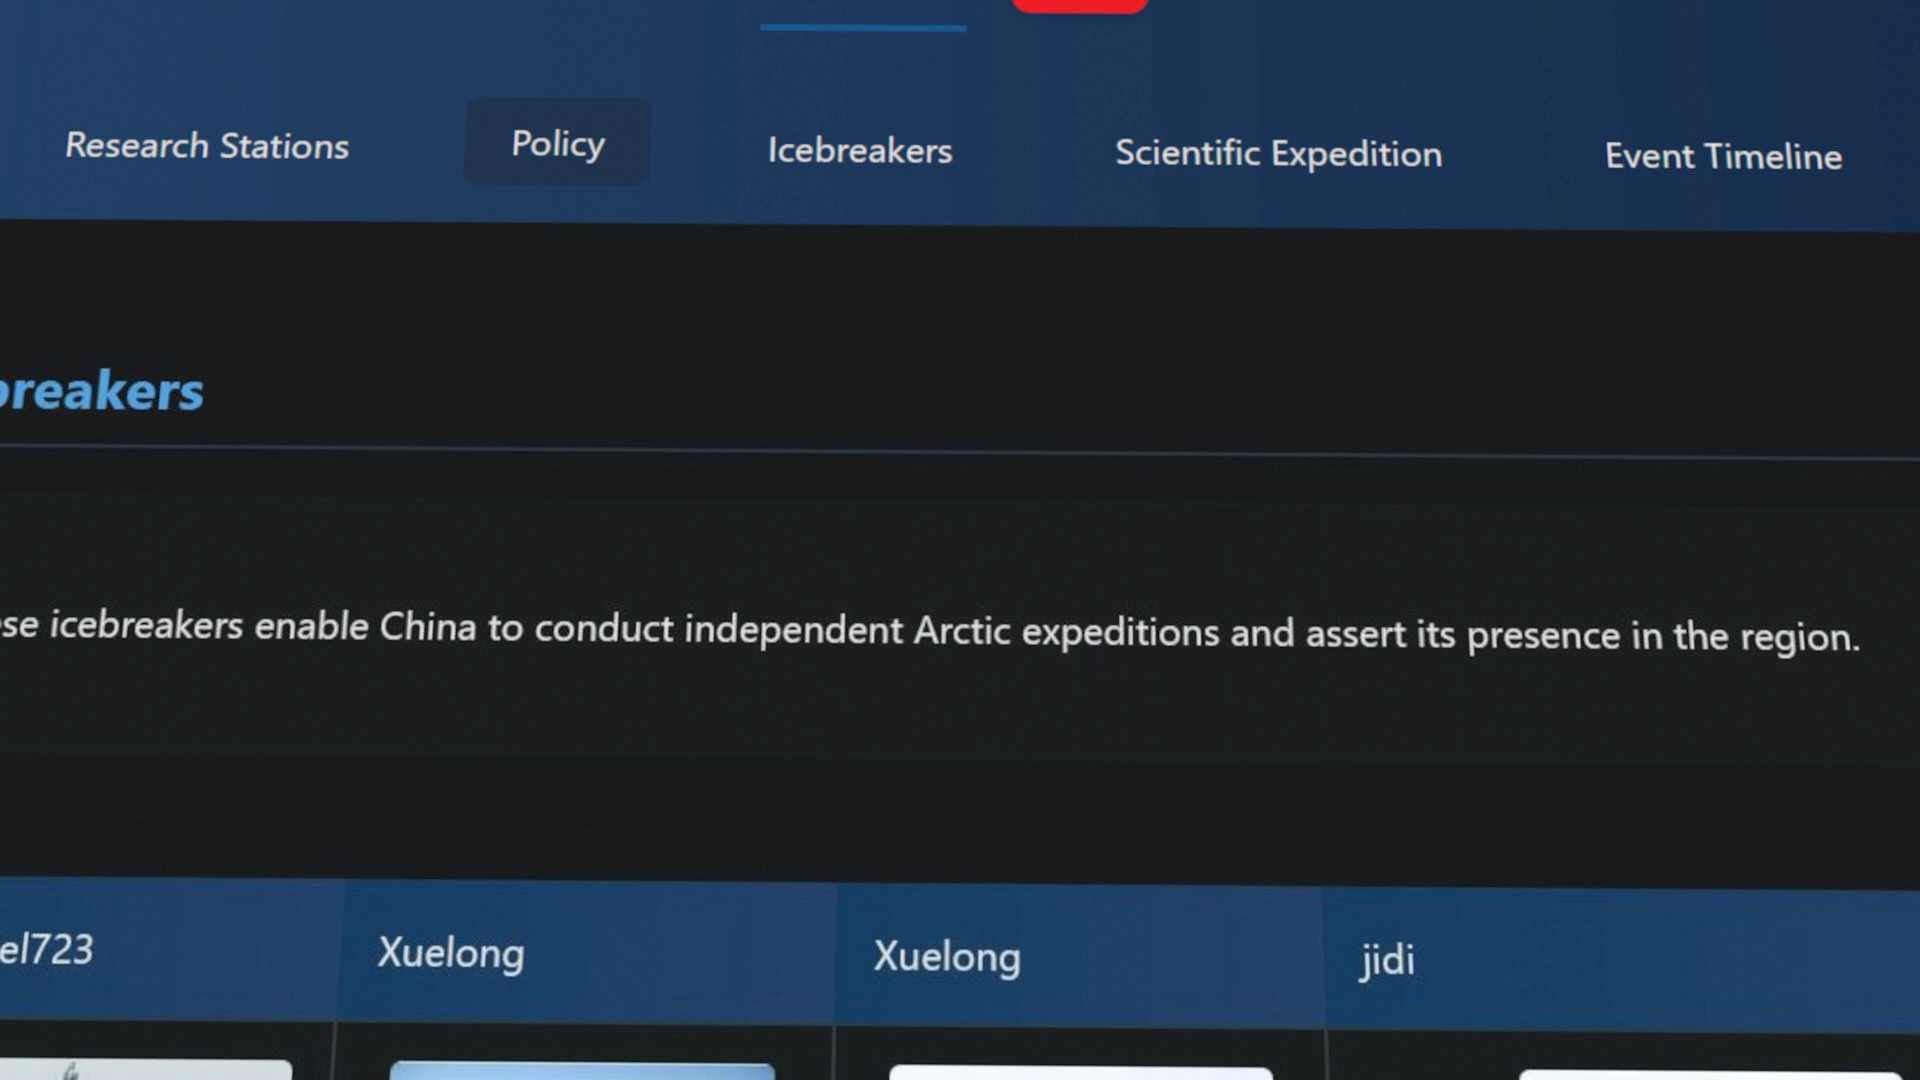 Research Stations
Policy
Icebreakers
Scientific Expedition
Event Timeline
breakers
se icebreakers enable China to conduct independent Arctic expeditions and assert its presence in the region.
el723
Xuelong
Xuelong
jidi